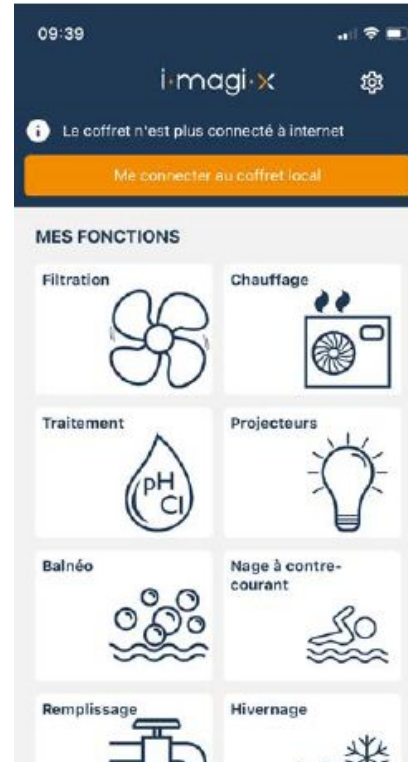 09:39
i·magi·x
i Le coffret n'est plus connecté à internet
Me connecter au coffret local
MES FONCTIONS
Filtration
Chauffage
Traitement
pH
Cl
Projecteurs
Balnéo
Nage à contre-
courant
Remplissage
Hivernage